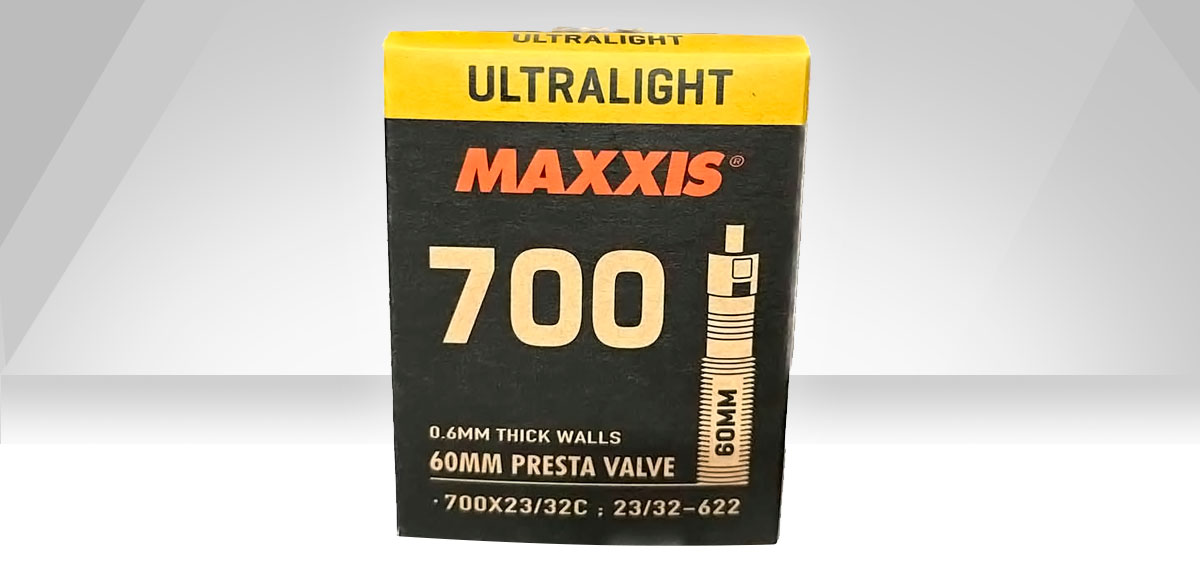 ULTRALIGHT
ULTRALIGHT
MAXXIS®
700
60MM
0.6MM THICK WALLS
60MM PRESTA VALVE
· 700X23/32C ; 23/32-622